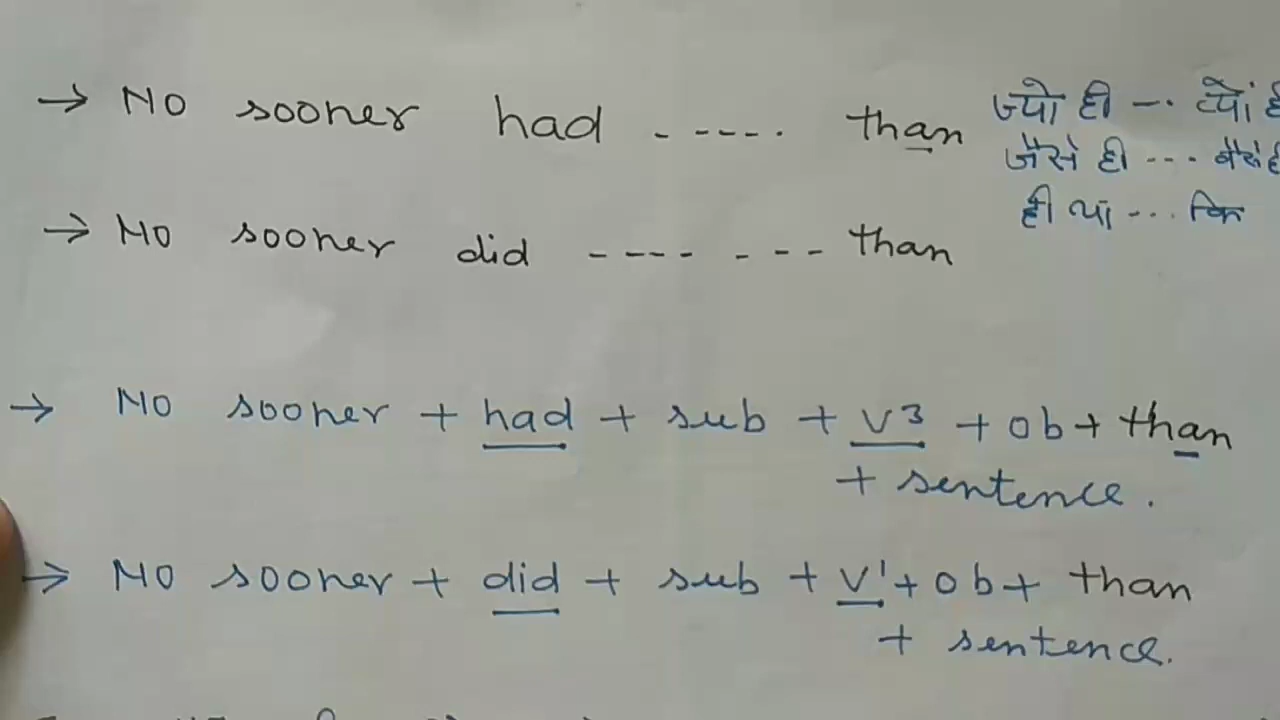 → No sooner had - ---- . than ज्यो ही -·· त्यों
जैसे ही --- वैसे
→ No sooner did ---- - -- than ही था -·· कि
→ No sooner + had + sub + v3 + ob + than
+ sentence.
→ No sooner + did + sub + v1 + ob + than
+ sentence.